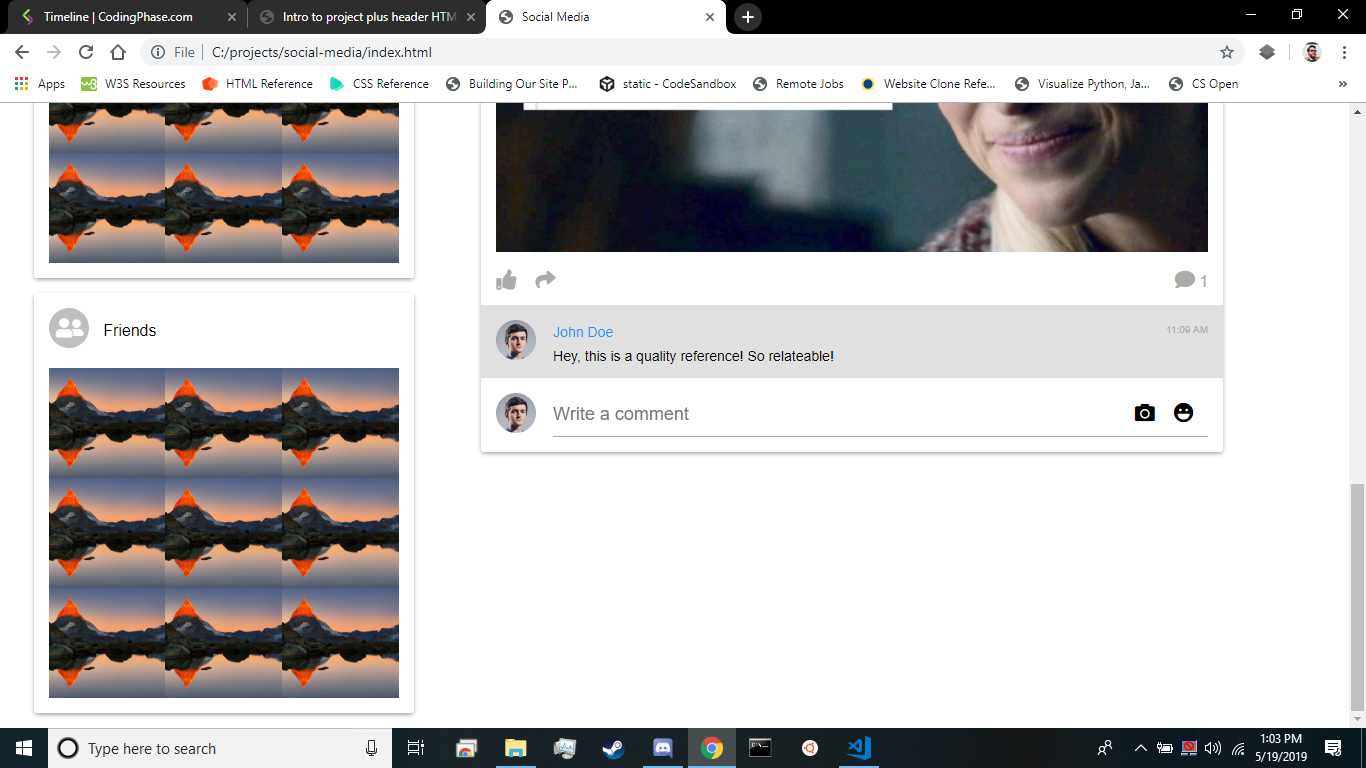 Timeline | CodingPhase.com
Intro to project plus header HTM
Social Media
File
C:/projects/social-media/index.html
Apps
W3S Resources
HTML Reference
CSS Reference
Building Our Site P...
static - CodeSandbox
Remote Jobs
Website Clone Refe...
Visualize Python, Ja...
CS Open
»
1
Friends
John Doe
11:09 AM
Hey, this is a quality reference! So relateable!
Write a comment
Type here to search
1:03 PM
5/19/2019